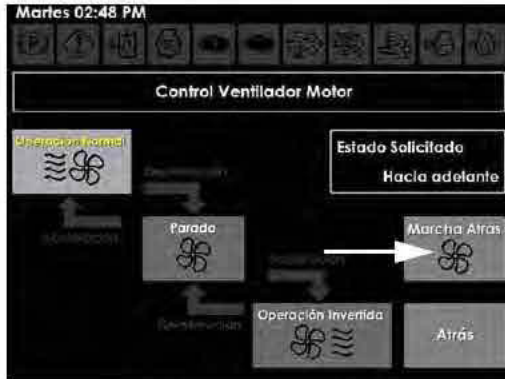 Martes 02:48 PM
Control Ventilador Motor
Operación Normal
Estado Solicitado
Hacia adelante
Parado
Marcha Atrás
Operación Invertida
Atrás